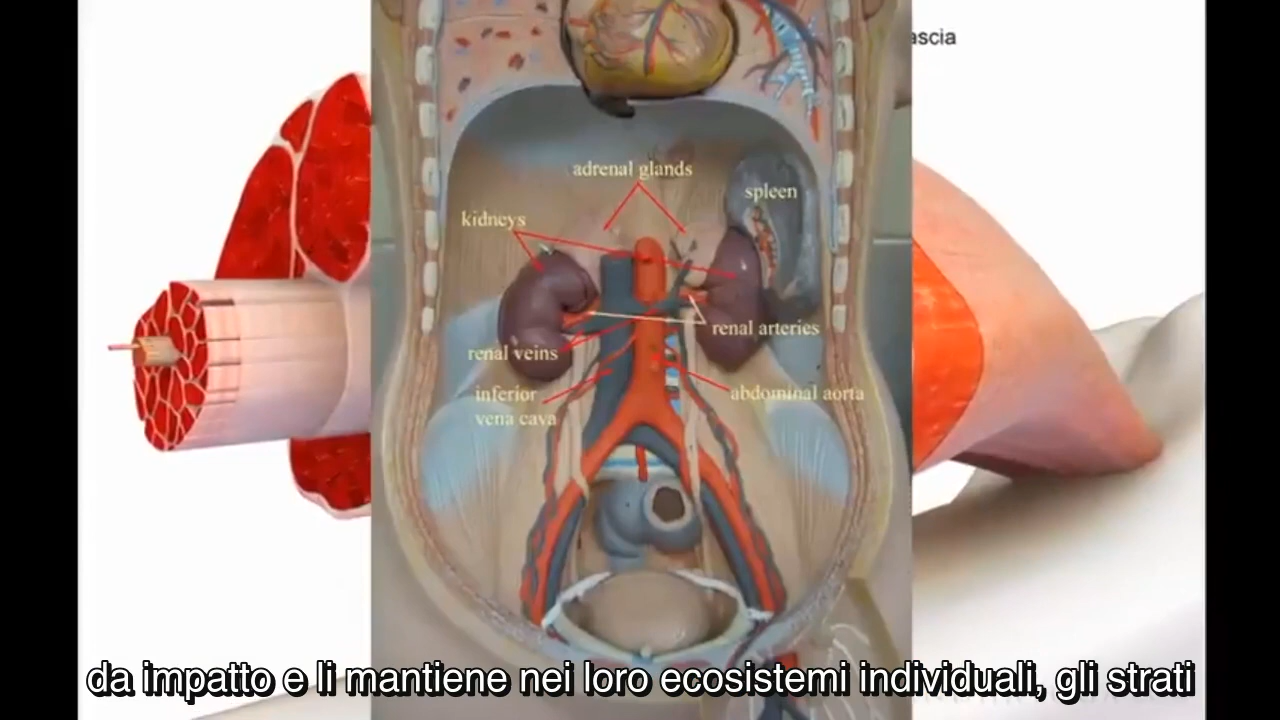 ascia
adrenal glands
spleen
kidneys
renal arteries
renal veins
abdominal aorta
inferior
vena cava
da impatto e li mantiene nei loro ecosistemi individuali, gli strati